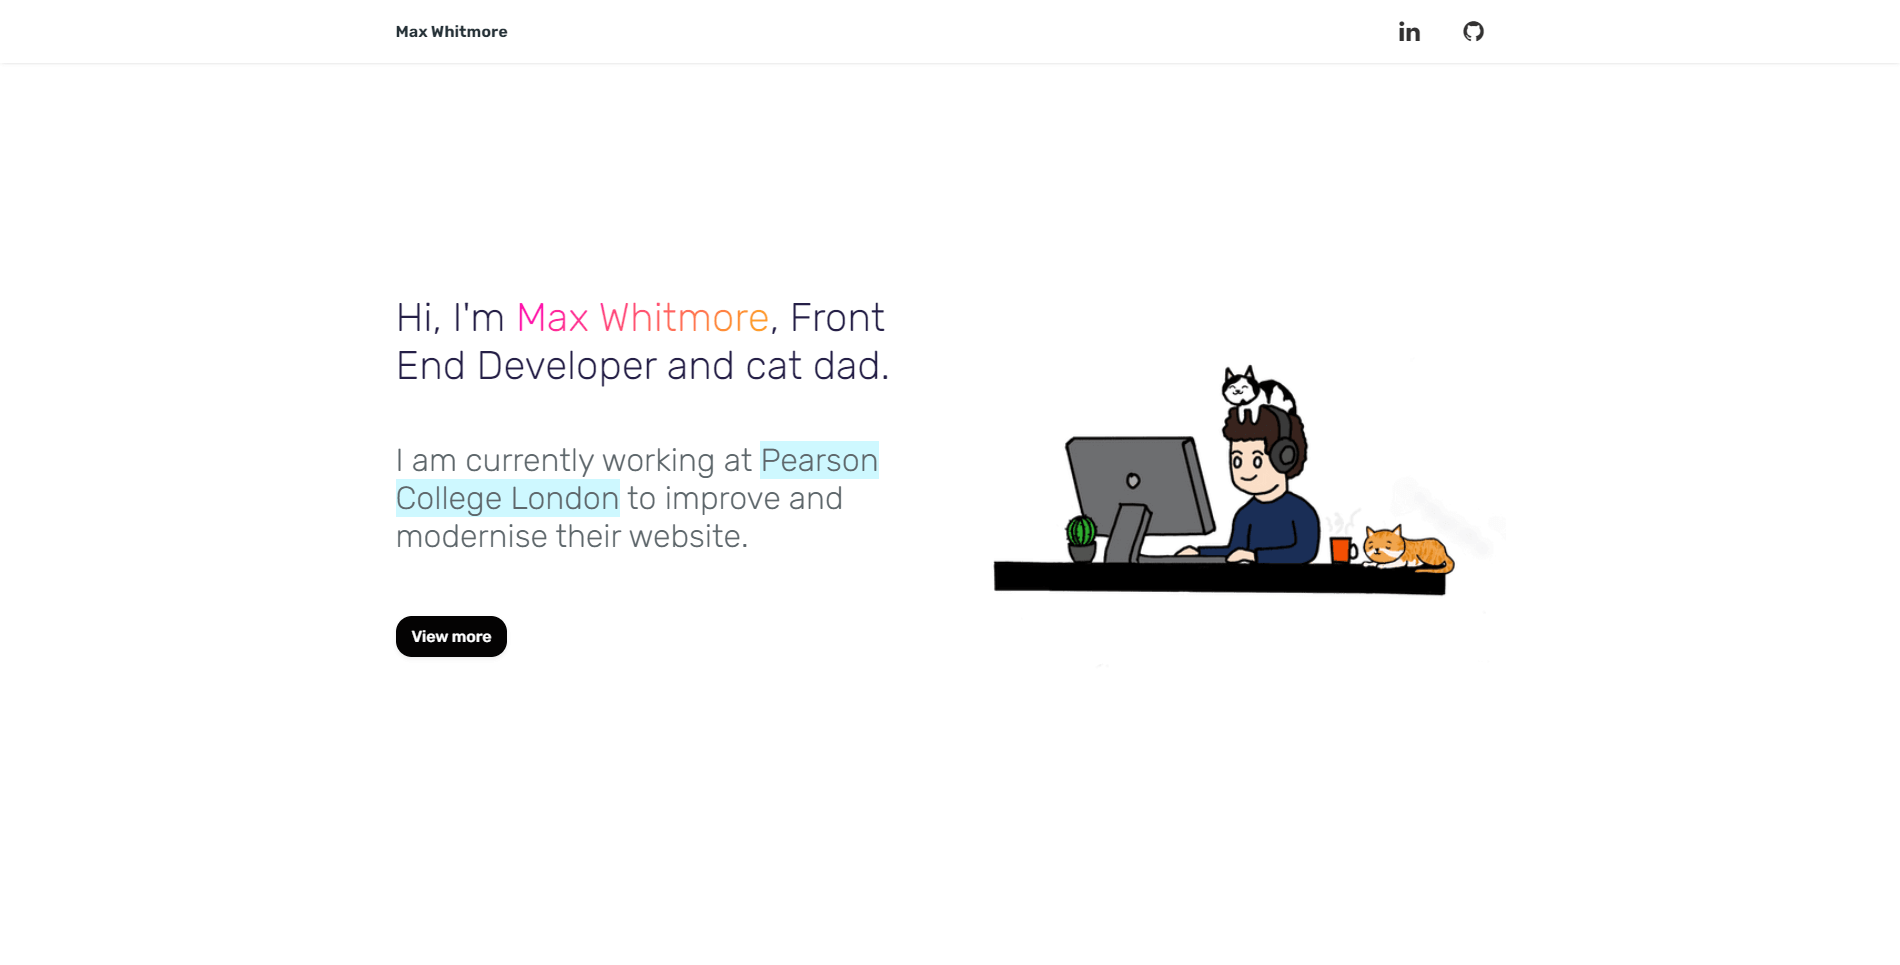 Max Whitmore
in
Hi, I'm Max Whitmore, Front
End Developer and cat dad.
I am currently working at Pearson
College London to improve and
modernise their website.
View more